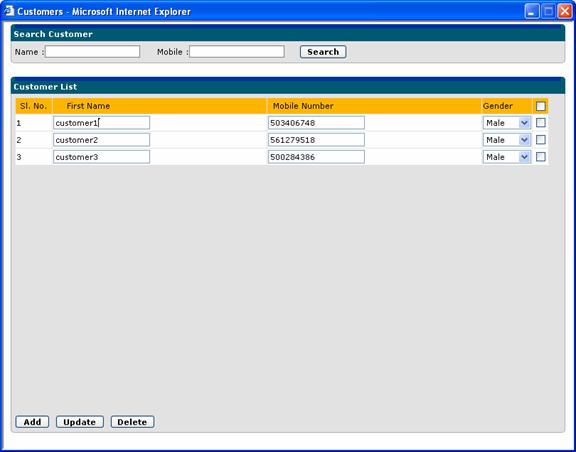 Customers - Microsoft Internet Explorer
Search Customer
Name : Mobile : Search
Customer List
Sl. No. First Name Mobile Number Gender
1 customer1 503406748 Male
2 customer2 561279518 Male
3 customer3 500284386 Male
Add Update Delete